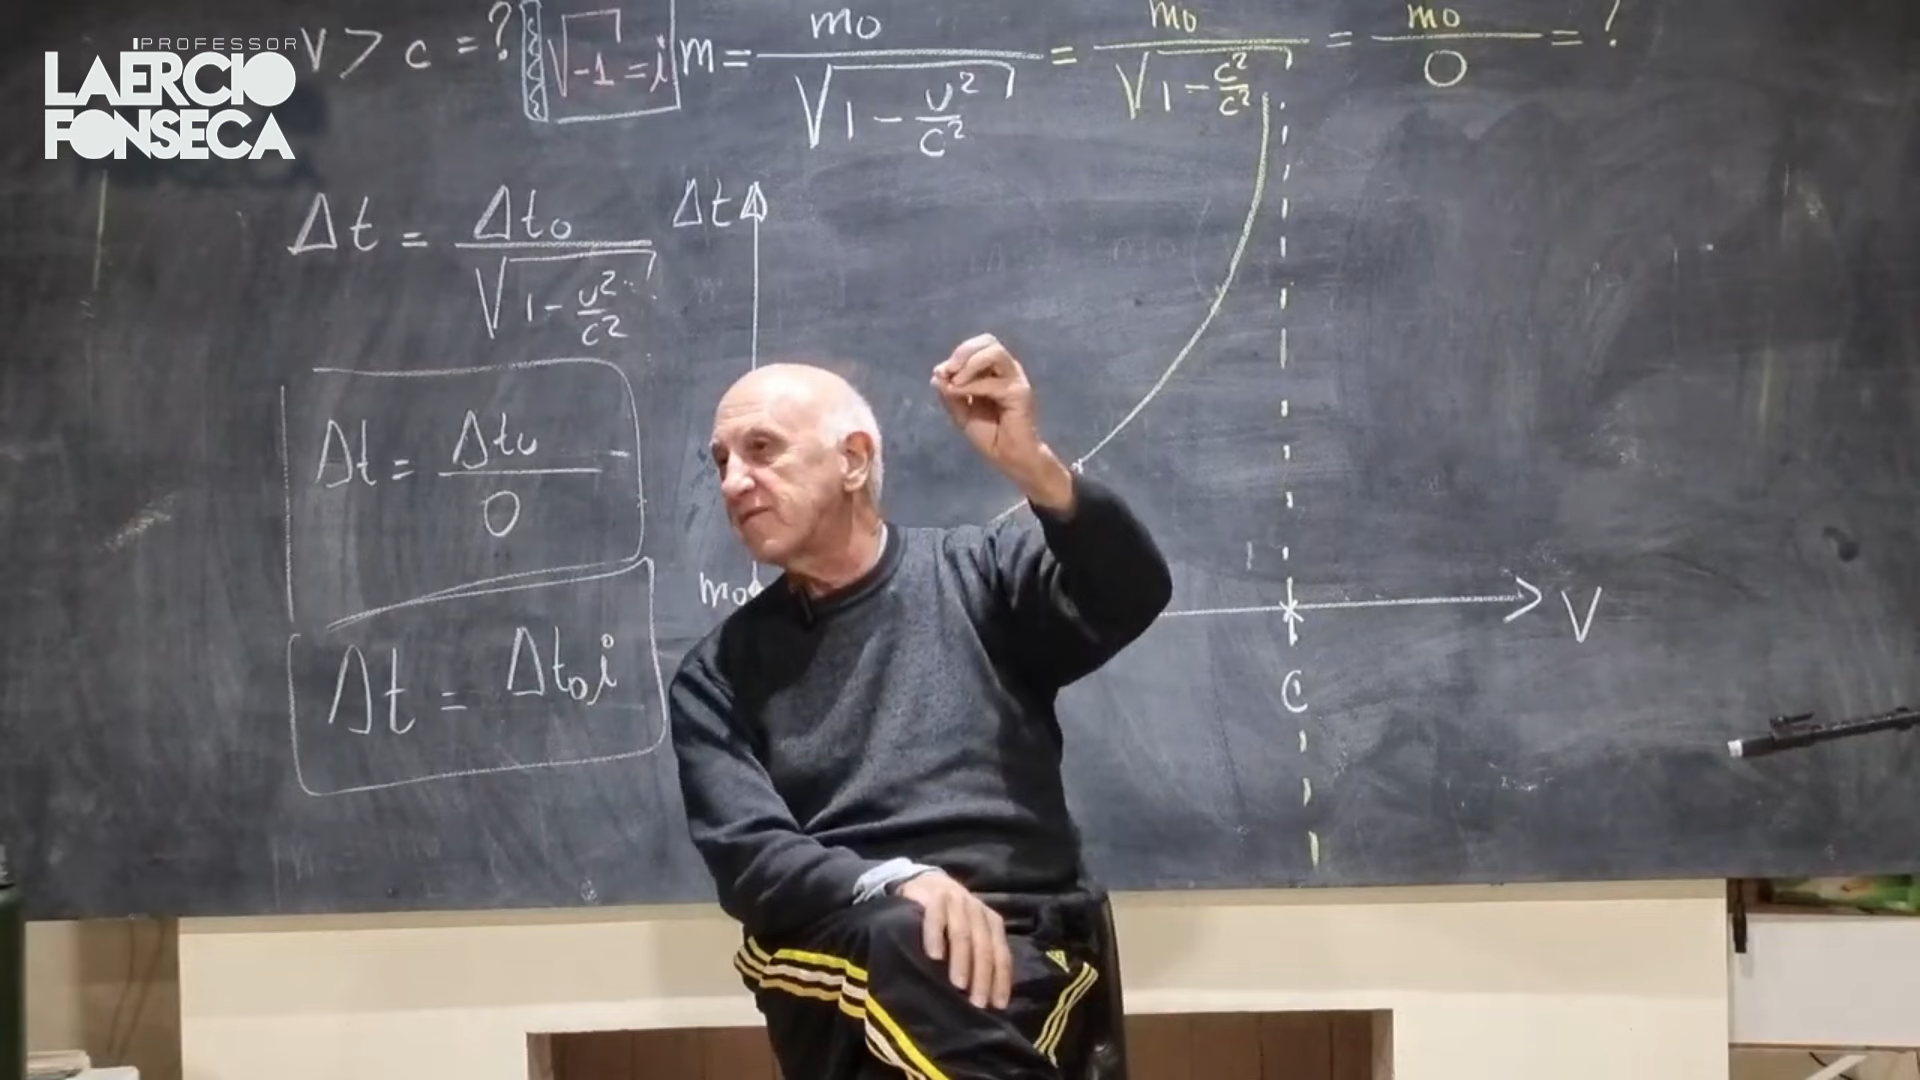 PROFESSOR
LAERCIO
FONSECA
V > c = ?
√-1 = i
m = m₀ / √(1 - v²/c²) = m₀ / √(1 - c²/c²) = m₀ / 0 = ?
Δt = Δt₀ / √(1 - v²/c²)
Δt
Δt = Δt₀ / 0
m₀
V
Δt = Δt₀i
C